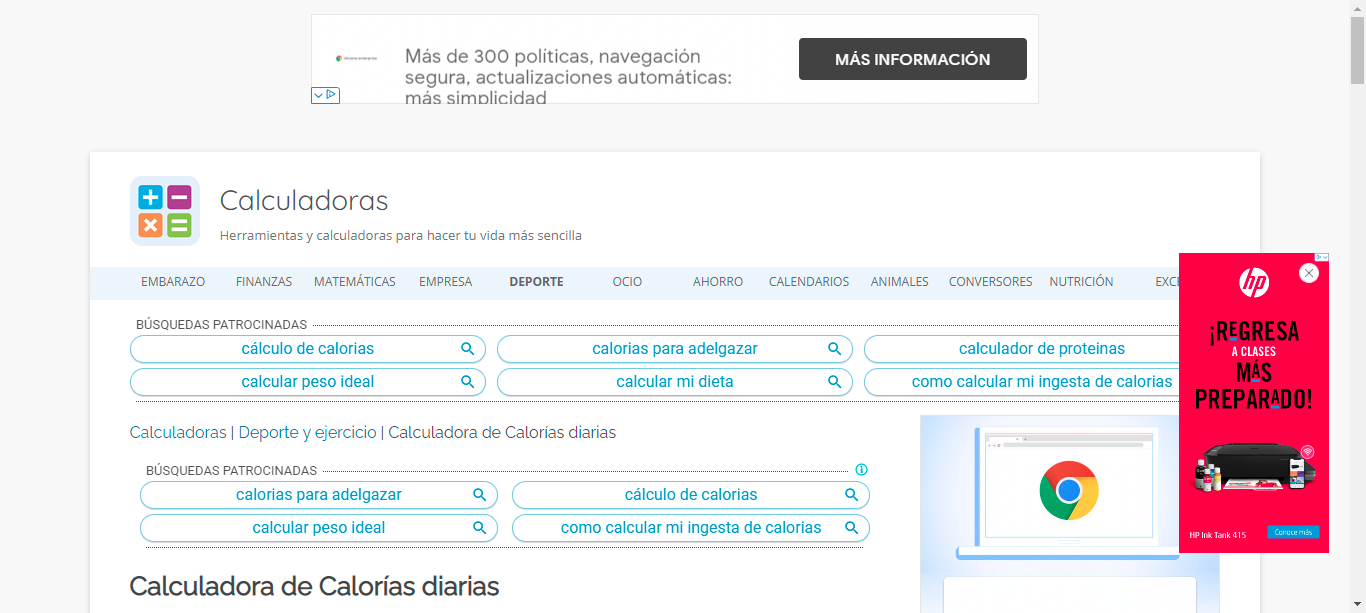 Más de 300 políticas, navegación
segura, actualizaciones automáticas:
más simplicidad
MÁS INFORMACIÓN
Calculadoras
Herramientas y calculadoras para hacer tu vida más sencilla
EMBARAZO FINANZAS MATEMÁTICAS EMPRESA DEPORTE OCIO AHORRO CALENDARIOS ANIMALES CONVERSORES NUTRICIÓN EXCE
BÚSQUEDAS PATROCINADAS
cálculo de calorias calorias para adelgazar calculador de proteinas
calcular peso ideal calcular mi dieta como calcular mi ingesta de calorias
Calculadoras | Deporte y ejercicio | Calculadora de Calorías diarias
BÚSQUEDAS PATROCINADAS
calorias para adelgazar cálculo de calorias
calcular peso ideal como calcular mi ingesta de calorias
Calculadora de Calorías diarias
hp
¡REGRESA
A CLASES
MÁS
PREPARADO!
HP Ink Tank 415
Conoce más